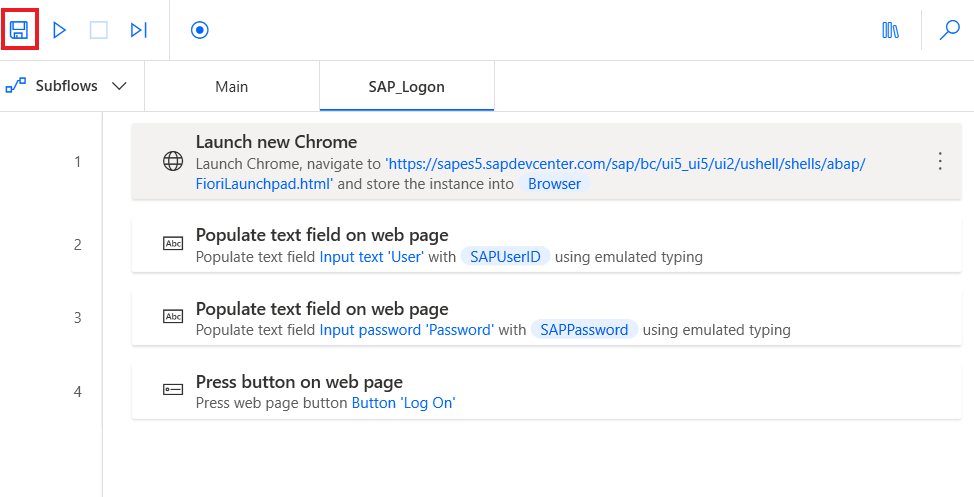 Subflows
Main
SAP_Logon
1
Launch new Chrome
Launch Chrome, navigate to 'https://sapes5.sapdevcenter.com/sap/bc/ui5_ui5/ui2/ushell/shells/abap/
FioriLaunchpad.html' and store the instance into Browser
2
Abc
Populate text field on web page
Populate text field Input text 'User' with SAPUserID using emulated typing
3
Abc
Populate text field on web page
Populate text field Input password 'Password' with SAPPassword using emulated typing
4
Press button on web page
Press web page button Button 'Log On'